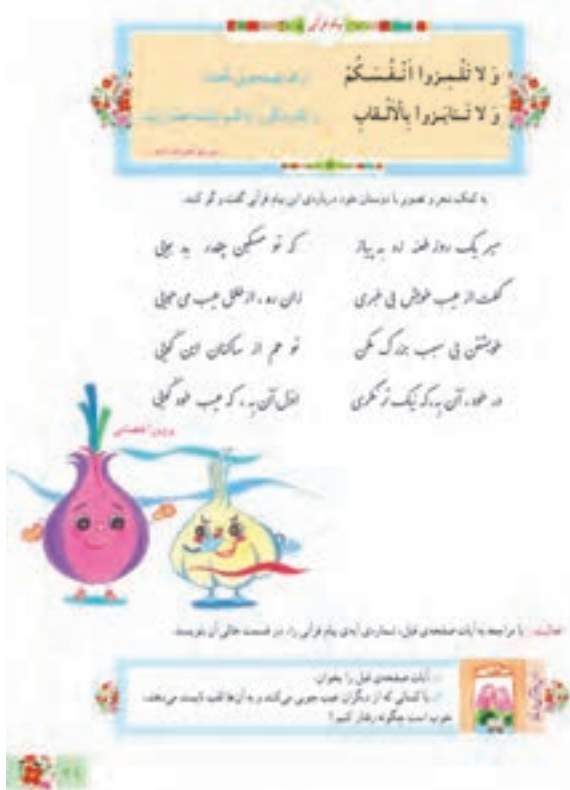 پیام قرآنی
وَ لا تَلْمِزوا اَنْفُسَکُمْ
وَ لا تَنابَزوا بِالْاَلْقابِ
به کمک شعر و تصویر با دوستان خود درباره‌ی این پیام قرآنی گفت و گو کنید.
سیر یک روز طعنه زد به پیاز که تو مسکین چقدر بد بویی
گفت از عیب خویش بی خبری زان ره، از خلق عیب می جویی
خویشتن بی سبب بزرگ مکن تو هم از ساکنان این کویی
در خود، آن به که نیک تر نگری اول آن به، که عیب خود گویی
پروین اعتصامی
فعالیت: با مراجعه به آیات صفحه‌ی قبل، شماره‌ی آیه‌ی پیام قرآنی را، در قسمت خالی آن بنویسید.
آیات صفحه‌ی قبل را بخوان.
با کسانی که از دیگران عیب جویی می‌کنند و به آن‌ها لقب ناپسند می‌دهند،
خوب است چگونه رفتار کنیم؟